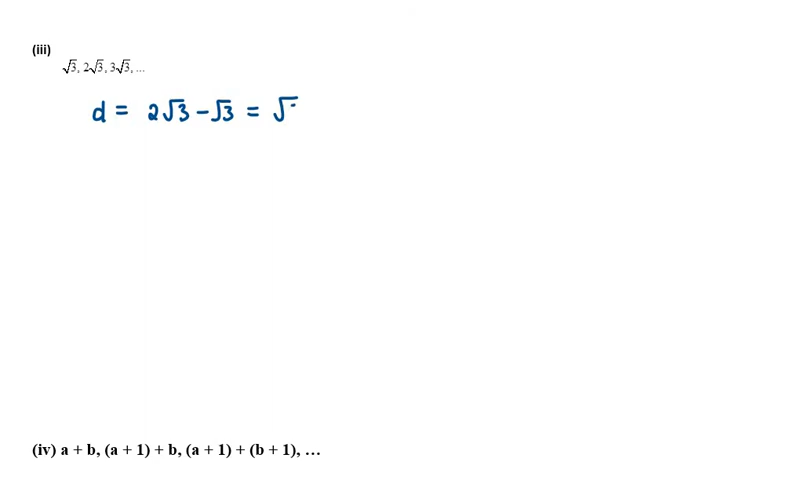 (iii)
√3, 2√3, 3√3, ...
d = 2√3 - √3 = √
(iv) a + b, (a + 1) + b, (a + 1) + (b + 1), …